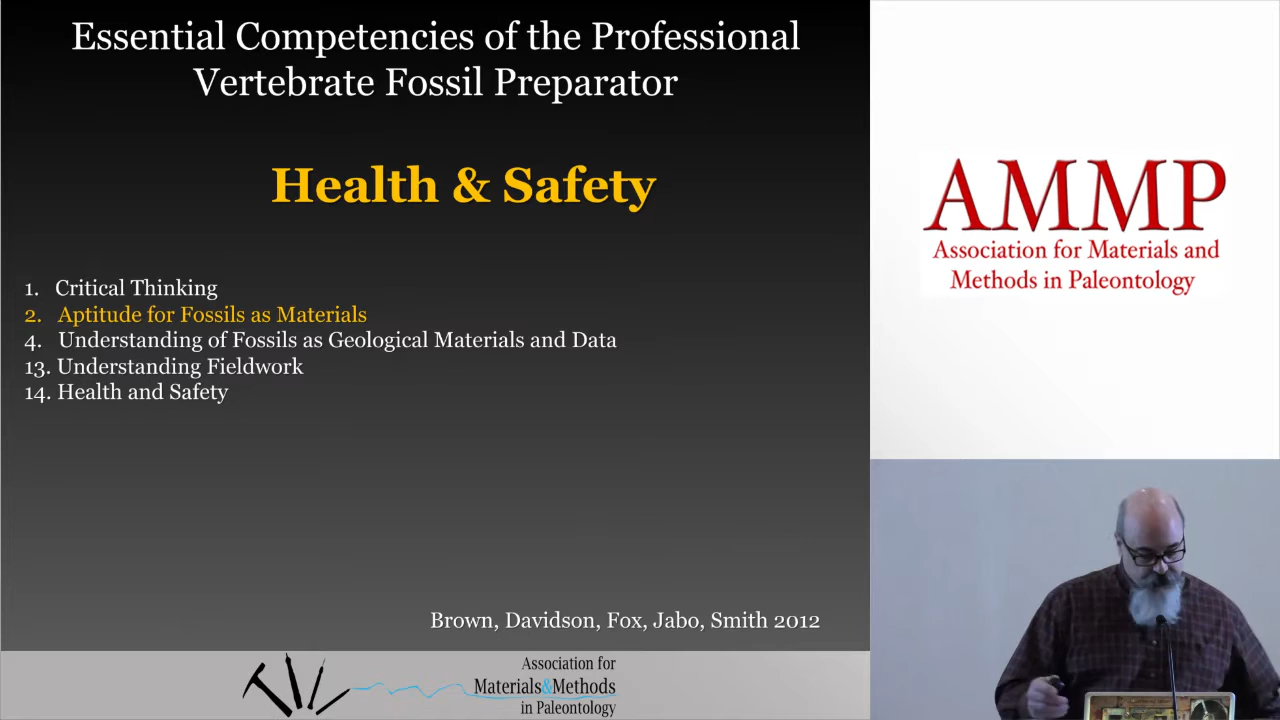 Essential Competencies of the Professional
Vertebrate Fossil Preparator
Health & Safety
1. Critical Thinking
2. Aptitude for Fossils as Materials
4. Understanding of Fossils as Geological Materials and Data
13. Understanding Fieldwork
14. Health and Safety
Brown, Davidson, Fox, Jabo, Smith 2012
Association for
Materials&Methods
in Paleontology
AMMP
Association for Materials and
Methods in Paleontology